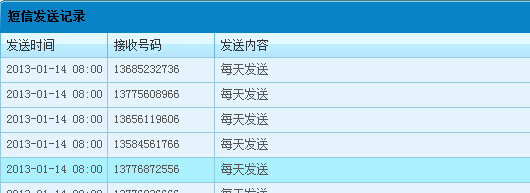 短信发送记录
发送时间 接收号码 发送内容
2013-01-14 08:00 13685232736 每天发送
2013-01-14 08:00 13775608966 每天发送
2013-01-14 08:00 13656119606 每天发送
2013-01-14 08:00 13584561766 每天发送
2013-01-14 08:00 13776872556 每天发送